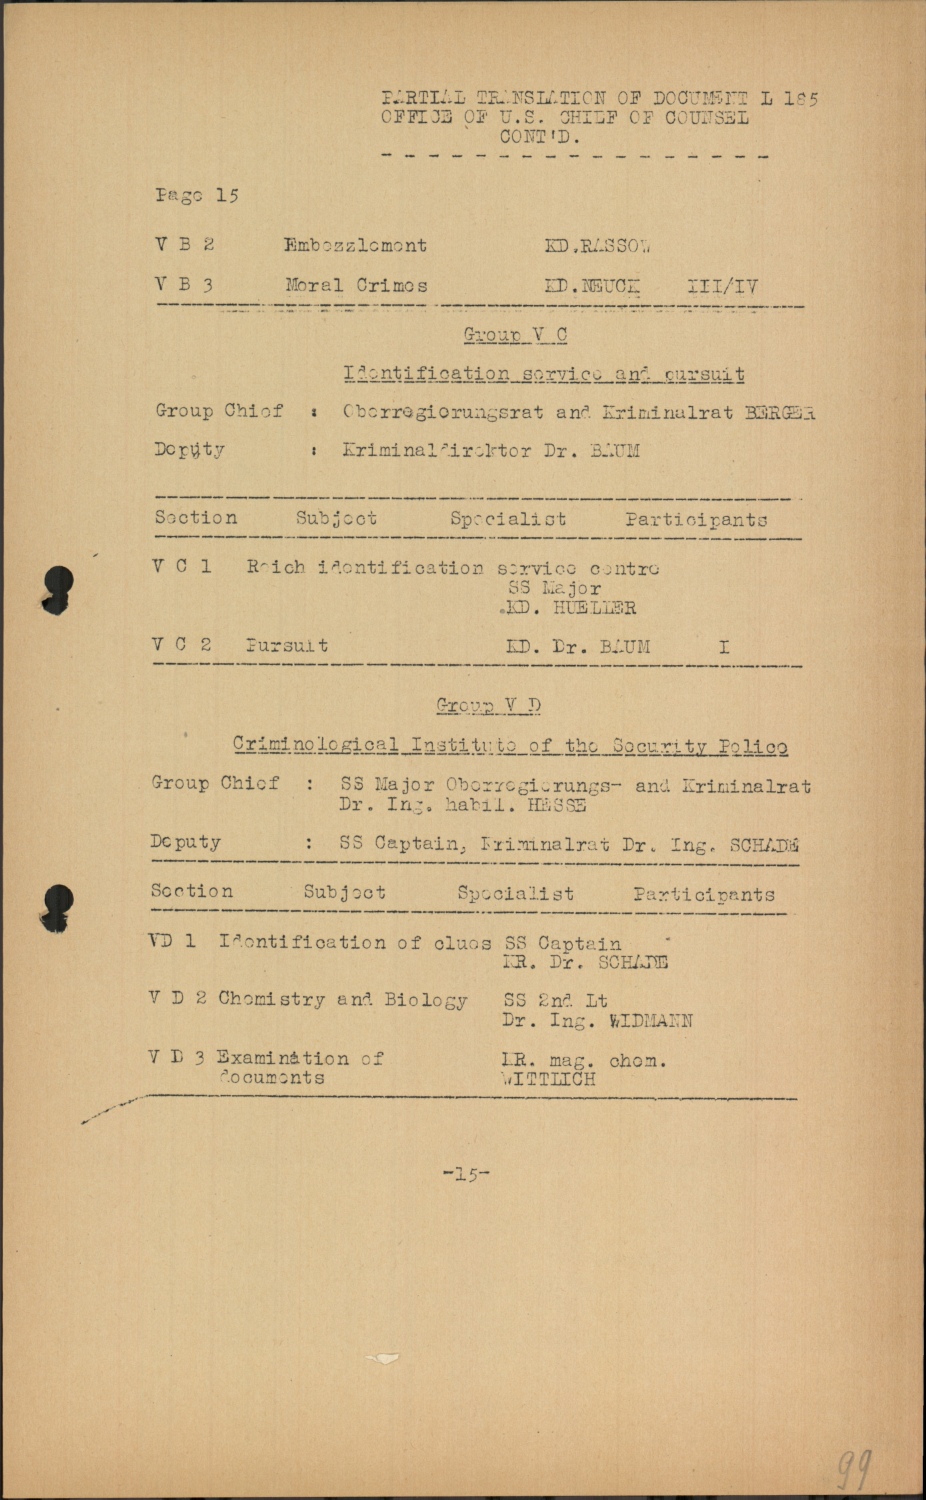 PARTIAL TRANSLATION OF DOCUMENT L 185
OFFICE OF U.S. CHIEF OF COUNSEL
CONT'D.
Page 15
V B 2 Embezzlement KD.RASSOW
V B 3 Moral Crimes KD.NEUCK III/IV
Group V C
Identification service and pursuit
Group Chief : Oberregierungsrat and Kriminalrat BERGER
Deputy : Kriminaldirektor Dr. BAUM
Section Subject Specialist Participants
V C 1 Reich identification service centre
SS Major
KD. HUELLER
V C 2 Pursuit KD. Dr. BAUM I
Group V D
Criminological Institute of the Security Police
Group Chief : SS Major Oberregierungs- and Kriminalrat
Dr. Ing. habil. HESSE
Deputy : SS Captain, Kriminalrat Dr. Ing. SCHADE
Section Subject Specialist Participants
VD 1 Identification of clues SS Captain
KR. Dr. SCHADE
V D 2 Chemistry and Biology SS 2nd Lt
Dr. Ing. WIDMANN
V D 3 Examination of KR. mag. chem.
documents WITTLICH
-15-
99